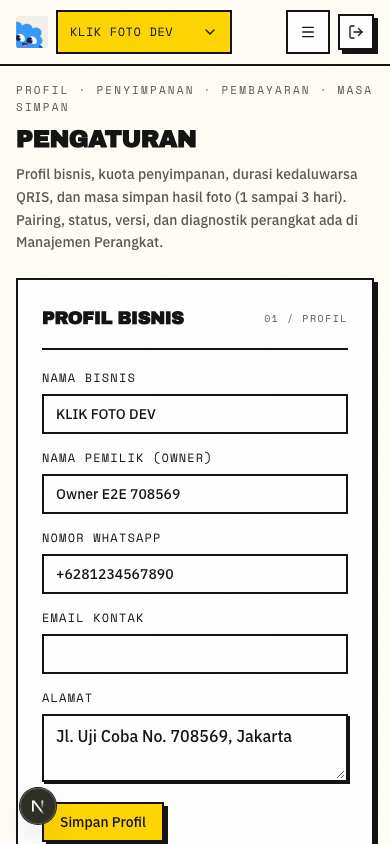 KLIK FOTO DEV
PROFIL · PENYIMPANAN · PEMBAYARAN · MASA
SIMPAN
PENGATURAN
Profil bisnis, kuota penyimpanan, durasi kedaluwarsa
QRIS, dan masa simpan hasil foto (1 sampai 3 hari).
Pairing, status, versi, dan diagnostik perangkat ada di
Manajemen Perangkat.
PROFIL BISNIS
01 / PROFIL
NAMA BISNIS
KLIK FOTO DEV
NAMA PEMILIK (OWNER)
Owner E2E 708569
NOMOR WHATSAPP
+6281234567890
EMAIL KONTAK
ALAMAT
Jl. Uji Coba No. 708569, Jakarta
N
Simpan Profil